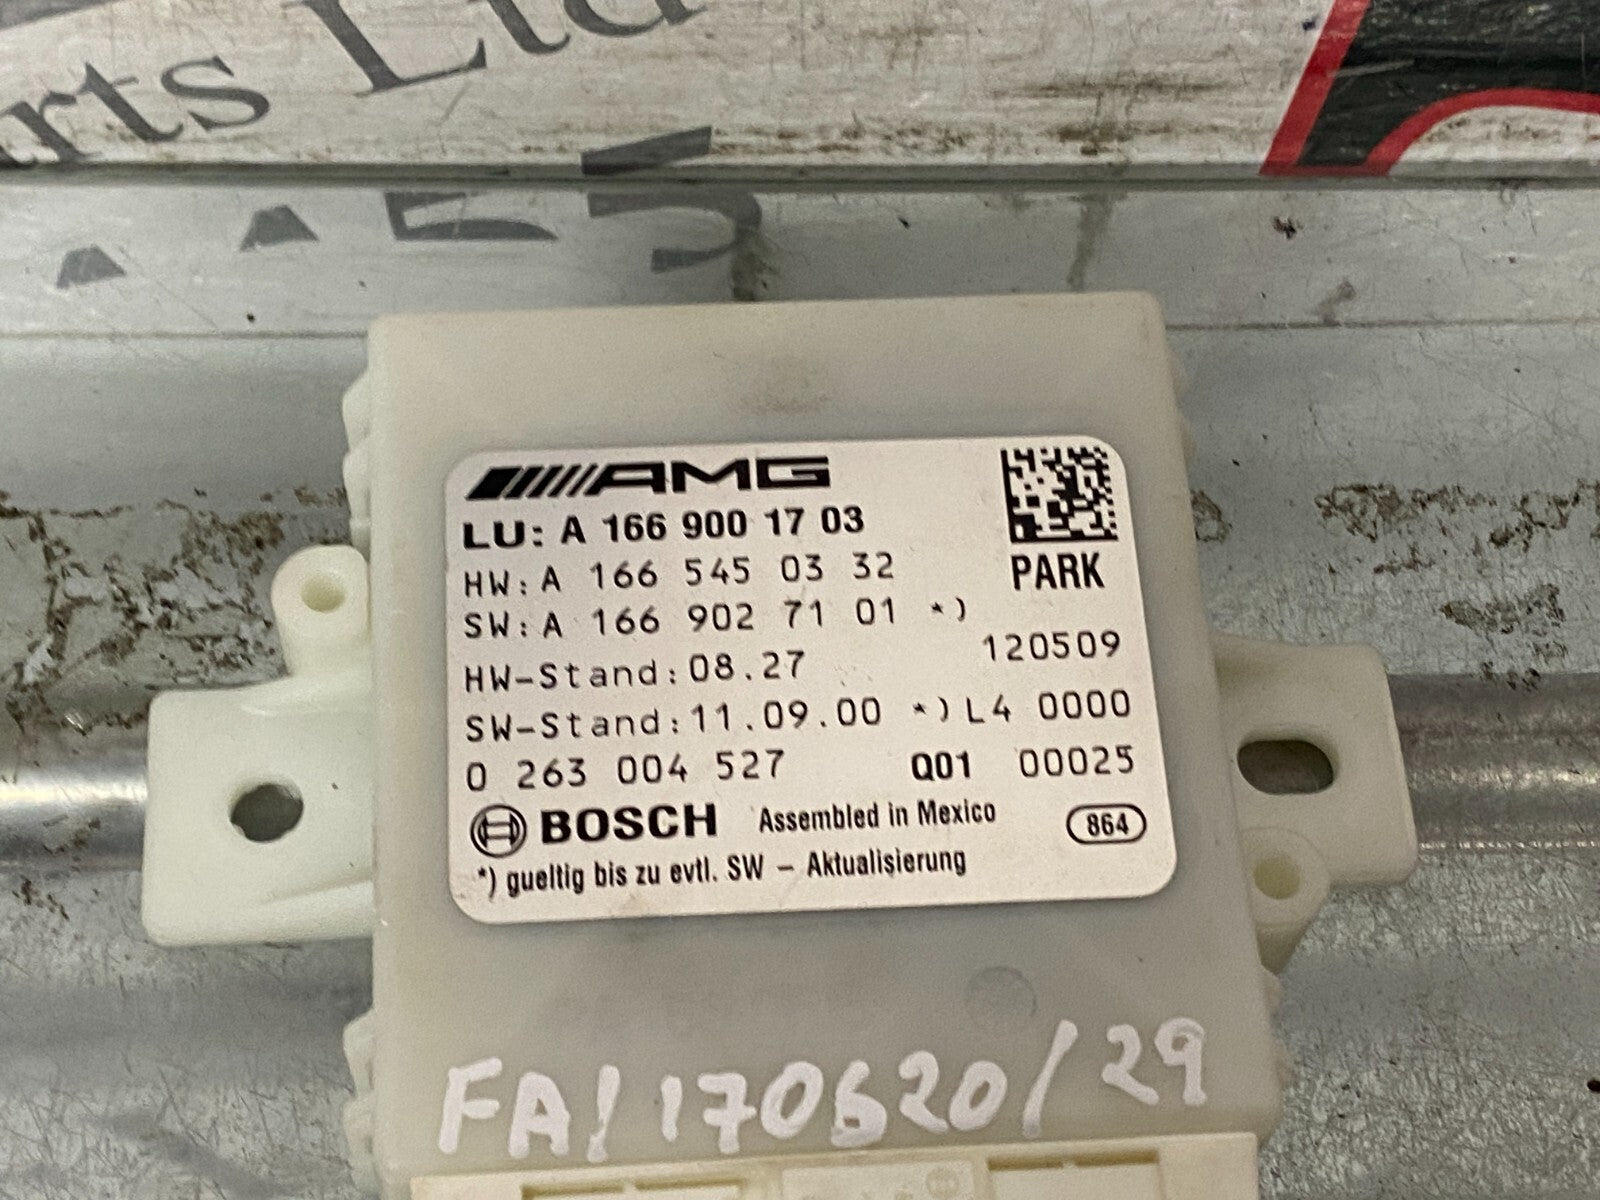 rts Ltd
AMG
LU: A 166 900 17 03
HW: A 166 545 03 32
PARK
SW: A 166 902 71 01 *)
120509
HW-Stand: 08.27
SW-Stand: 11.09.00 *) L4 0000
0 263 004 527 Q01 00025
BOSCH Assembled in Mexico 864
*) gueltig bis zu evtl. SW - Aktualisierung
FA/170620/29